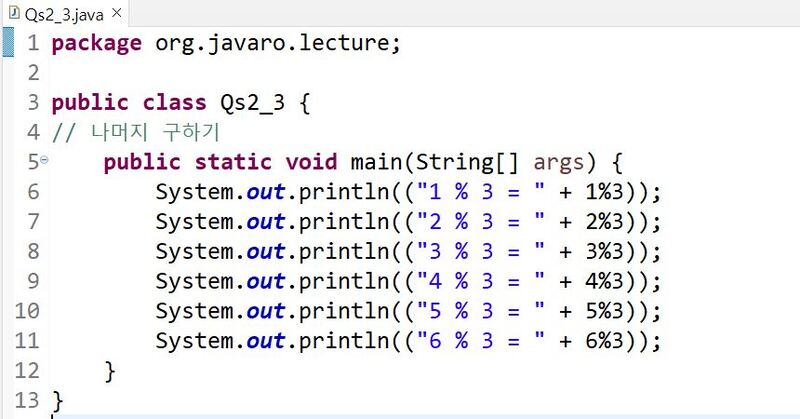 Qs2_3.java
1 package org.javaro.lecture;
2
3 public class Qs2_3 {
4 // 나머지 구하기
5     public static void main(String[] args) {
6         System.out.println(("1 % 3 = " + 1%3));
7         System.out.println(("2 % 3 = " + 2%3));
8         System.out.println(("3 % 3 = " + 3%3));
9         System.out.println(("4 % 3 = " + 4%3));
10         System.out.println(("5 % 3 = " + 5%3));
11         System.out.println(("6 % 3 = " + 6%3));
12     }
13 }